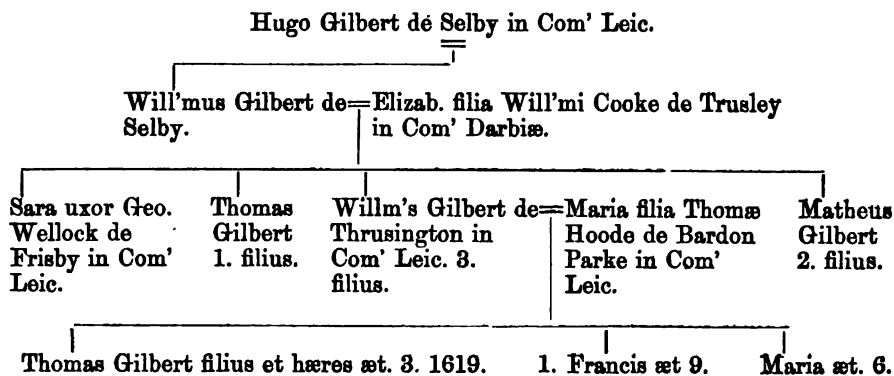 Hugo Gilbert de Selby in Com' Leic.
Will'mus Gilbert de=Elizab. filia Will'mi Cooke de Trusley
Selby.
in Com' Darbiæ.
Sara uxor Geo.
Wellock de
Frisby in Com'
Leic.
Thomas
Gilbert
1. filius.
Willm's Gilbert de=Maria filia Thomæ
Thrusington in
Com' Leic. 3.
filius.
Hoode de Bardon
Parke in Com'
Leic.
Matheus
Gilbert
2. filius.
Thomas Gilbert filius et hæres æt. 3. 1619.
1. Francis æt 9.
Maria æt. 6.